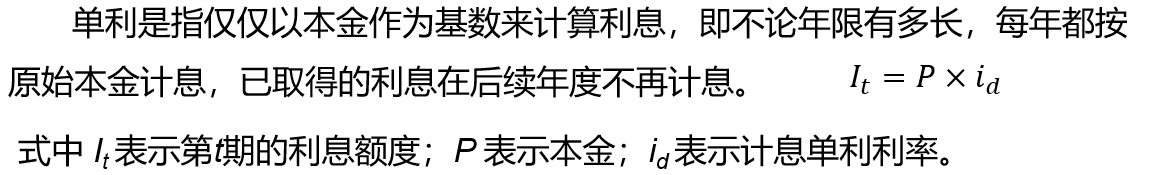 单利是指仅仅以本金作为基数来计算利息，即不论年限有多长，每年都按
原始本金计息，已取得的利息在后续年度不再计息。 I_t = P × i_d
式中 I_t 表示第t期的利息额度；P 表示本金；i_d 表示计息单利利率。